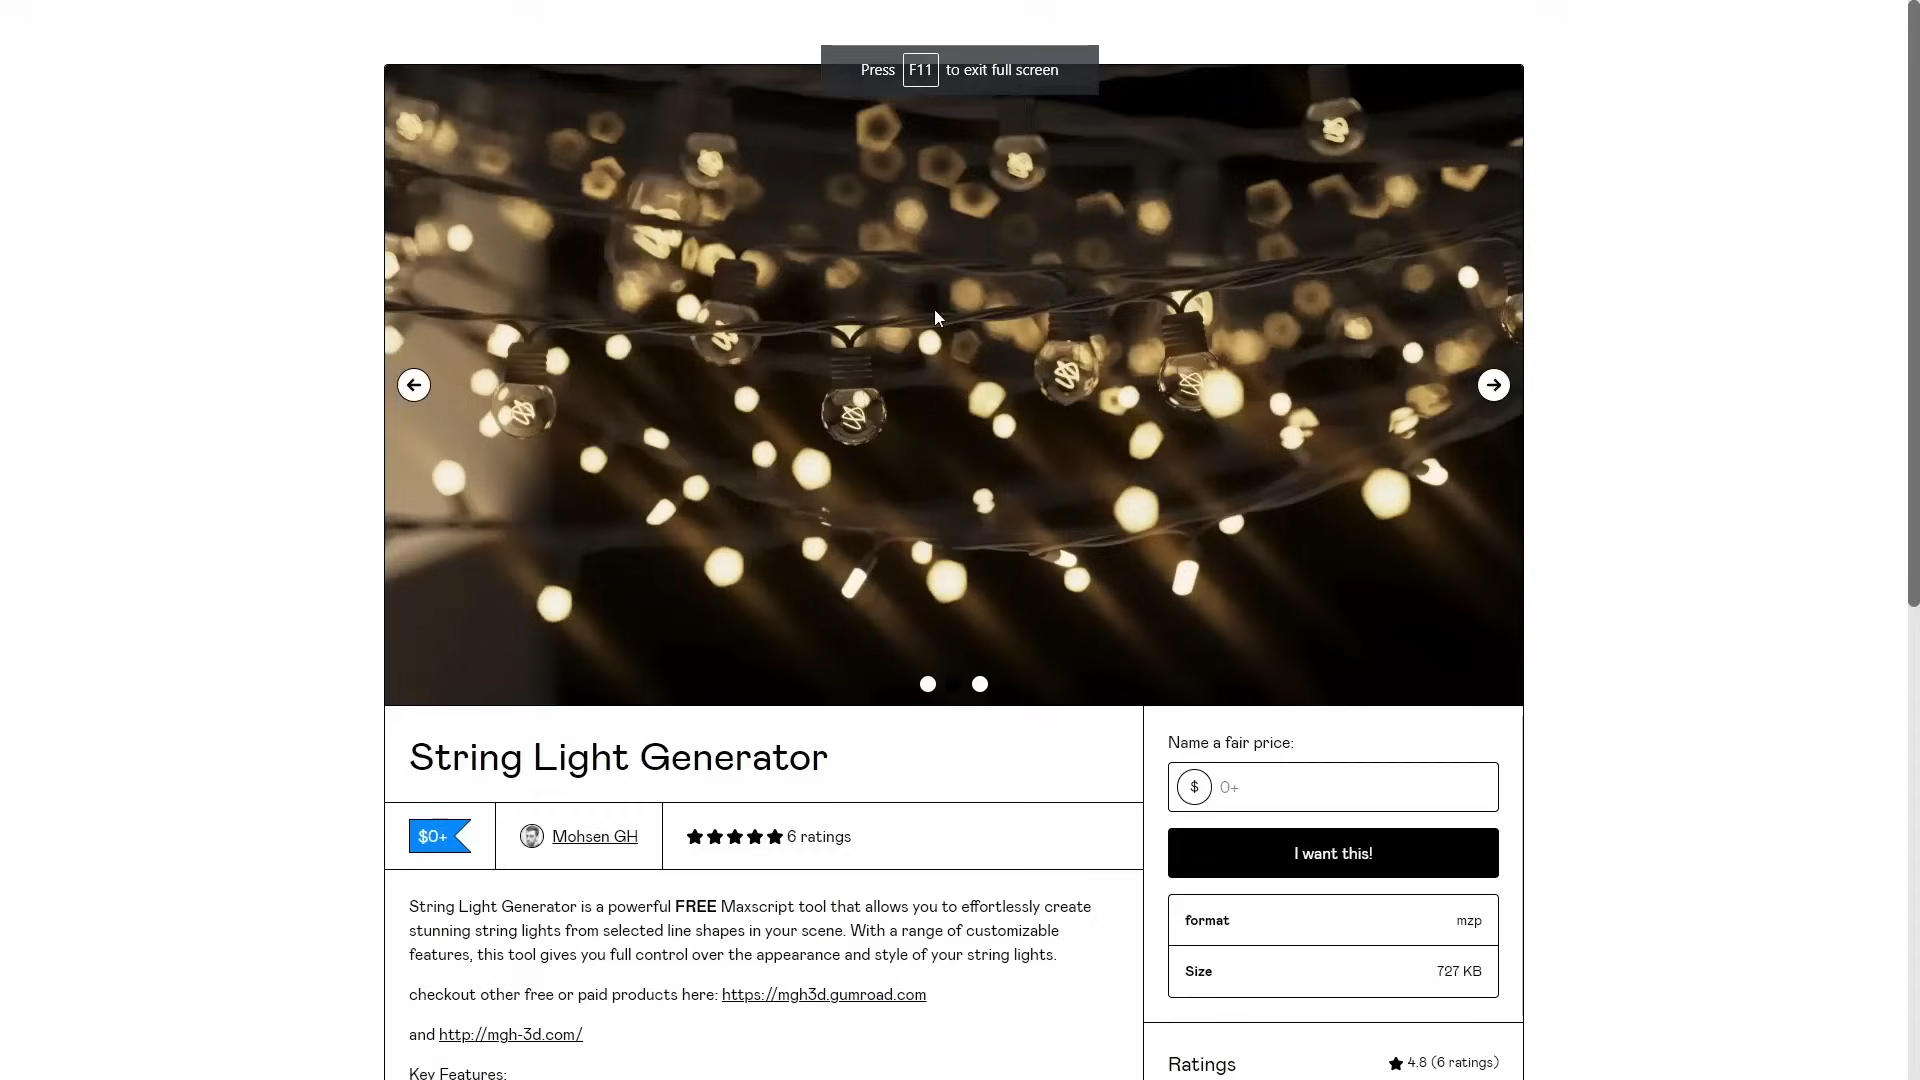 Press F11 to exit full screen
String Light Generator
$0+
Mohsen GH
6 ratings
String Light Generator is a powerful FREE Maxscript tool that allows you to effortlessly create
stunning string lights from selected line shapes in your scene. With a range of customizable
features, this tool gives you full control over the appearance and style of your string lights.
checkout other free or paid products here: https://mgh3d.gumroad.com
and http://mgh-3d.com/
Key Features:
Name a fair price:
$ 0+
I want this!
format mzp
Size 727 KB
Ratings 4.8 (6 ratings)